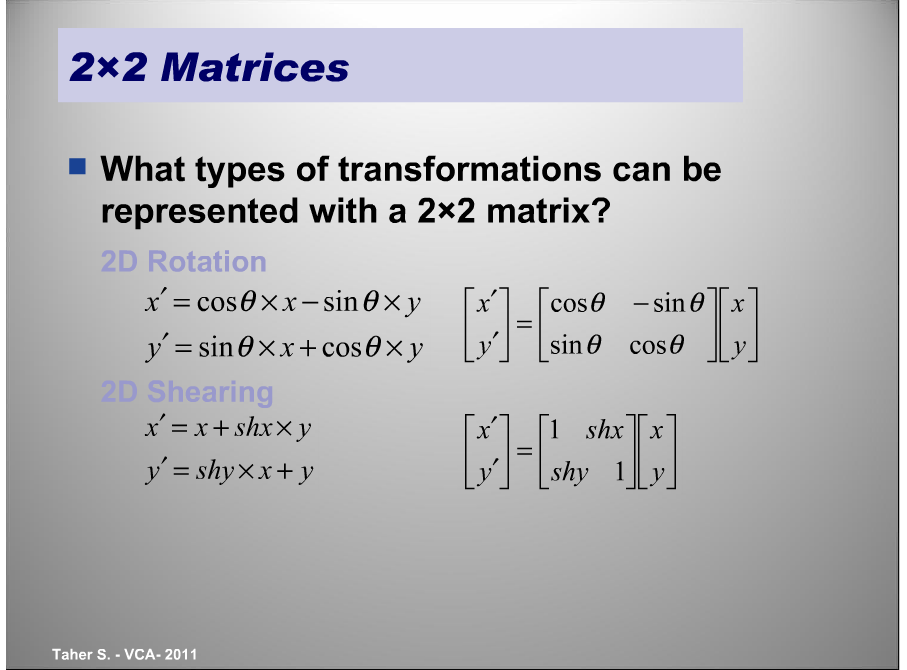 2×2 Matrices
What types of transformations can be
represented with a 2×2 matrix?
2D Rotation
x′ = cosθ × x − sinθ × y
y′ = sinθ × x + cosθ × y
[x′ y′] = [cosθ − sinθ sinθ cosθ] [x y]
2D Shearing
x′ = x + shx × y
y′ = shy × x + y
[x′ y′] = [1 shx shy 1] [x y]
Taher S. - VCA- 2011